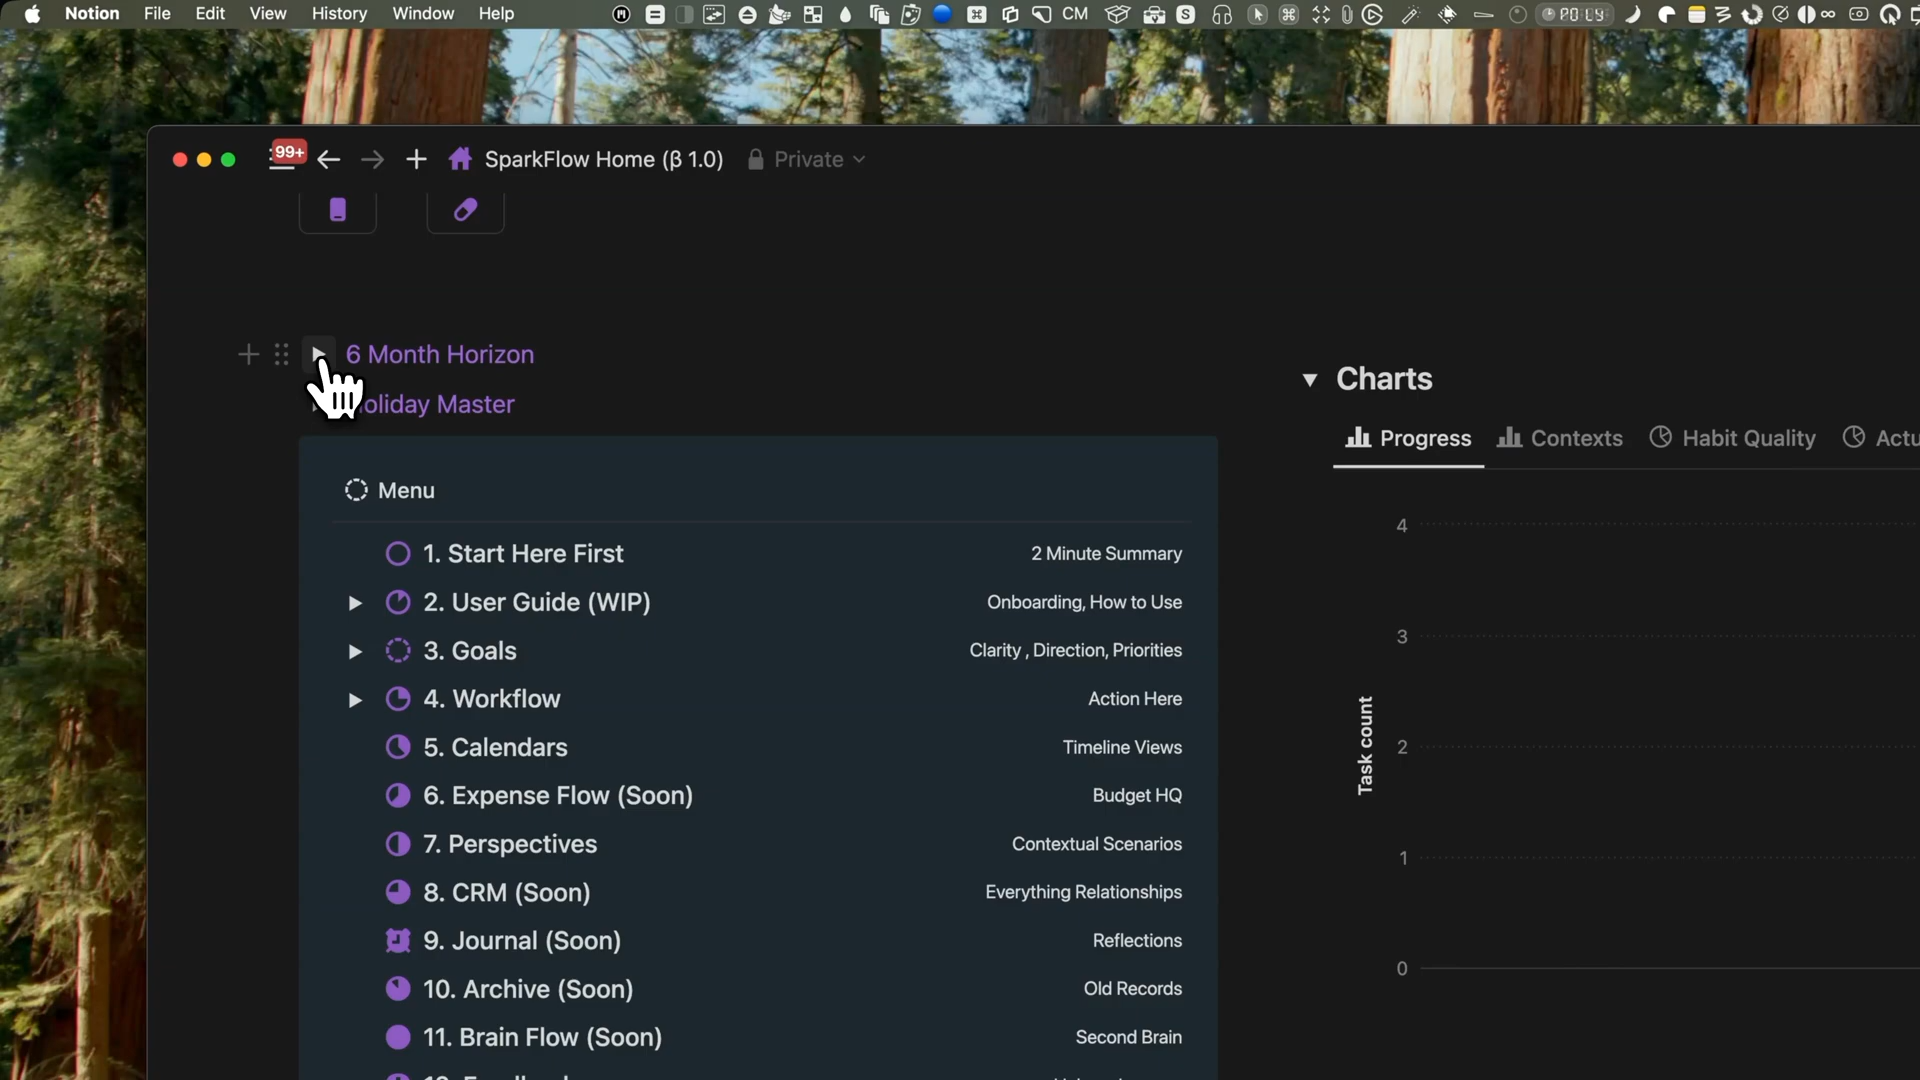 Notion File Edit View History Window Help CM
99+ SparkFlow Home (β 1.0) Private
6 Month Horizon
oliday Master
Menu
1. Start Here First 2 Minute Summary
2. User Guide (WIP) Onboarding, How to Use
3. Goals Clarity , Direction, Priorities
4. Workflow Action Here
5. Calendars Timeline Views
6. Expense Flow (Soon) Budget HQ
7. Perspectives Contextual Scenarios
8. CRM (Soon) Everything Relationships
9. Journal (Soon) Reflections
10. Archive (Soon) Old Records
11. Brain Flow (Soon) Second Brain
Charts
Progress Contexts Habit Quality Actu
Task count
4
3
2
1
0